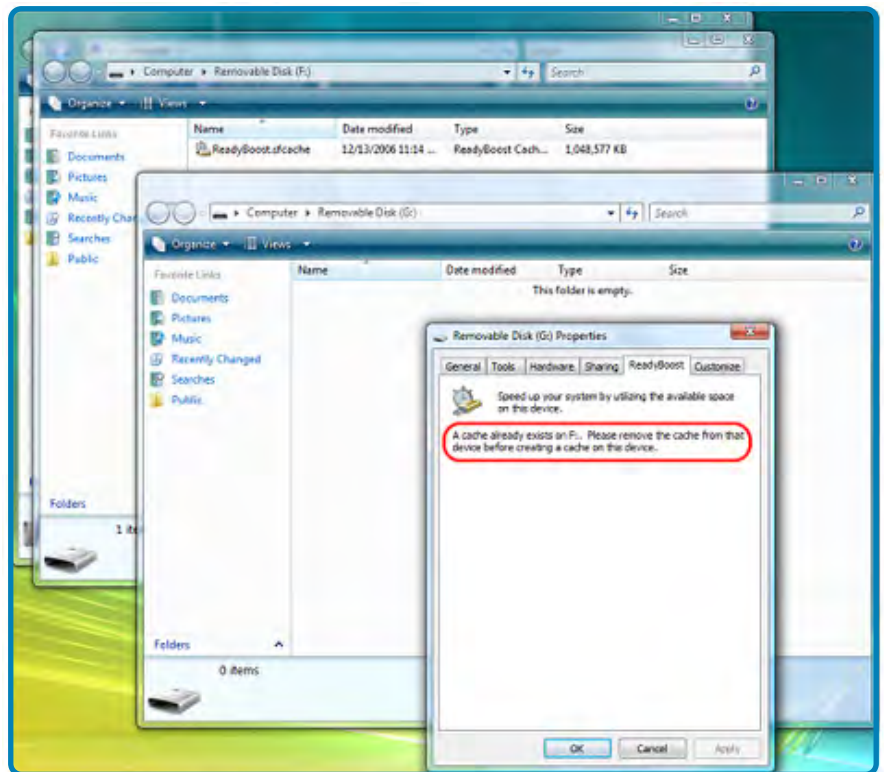 Computer ▸ Removable Disk (F:)
Search
Organize Views
Favorite Links
Name Date modified Type Size
ReadyBoost.sfcache 12/13/2006 11:14 ... ReadyBoost Cach... 1,048,577 KB
Documents
Pictures
Music
Recently Chan
Searches
Public
Folders
1 ite
Computer ▸ Removable Disk (G:)
Search
Organize Views
Favorite Links
Name Date modified Type Size
This folder is empty.
Documents
Pictures
Music
Recently Changed
Searches
Public
Folders
0 items
Removable Disk (G:) Properties
General Tools Hardware Sharing ReadyBoost Customize
Speed up your system by utilizing the available space
on this device.
A cache already exists on F:.. Please remove the cache from that
device before creating a cache on this device.
OK Cancel Apply